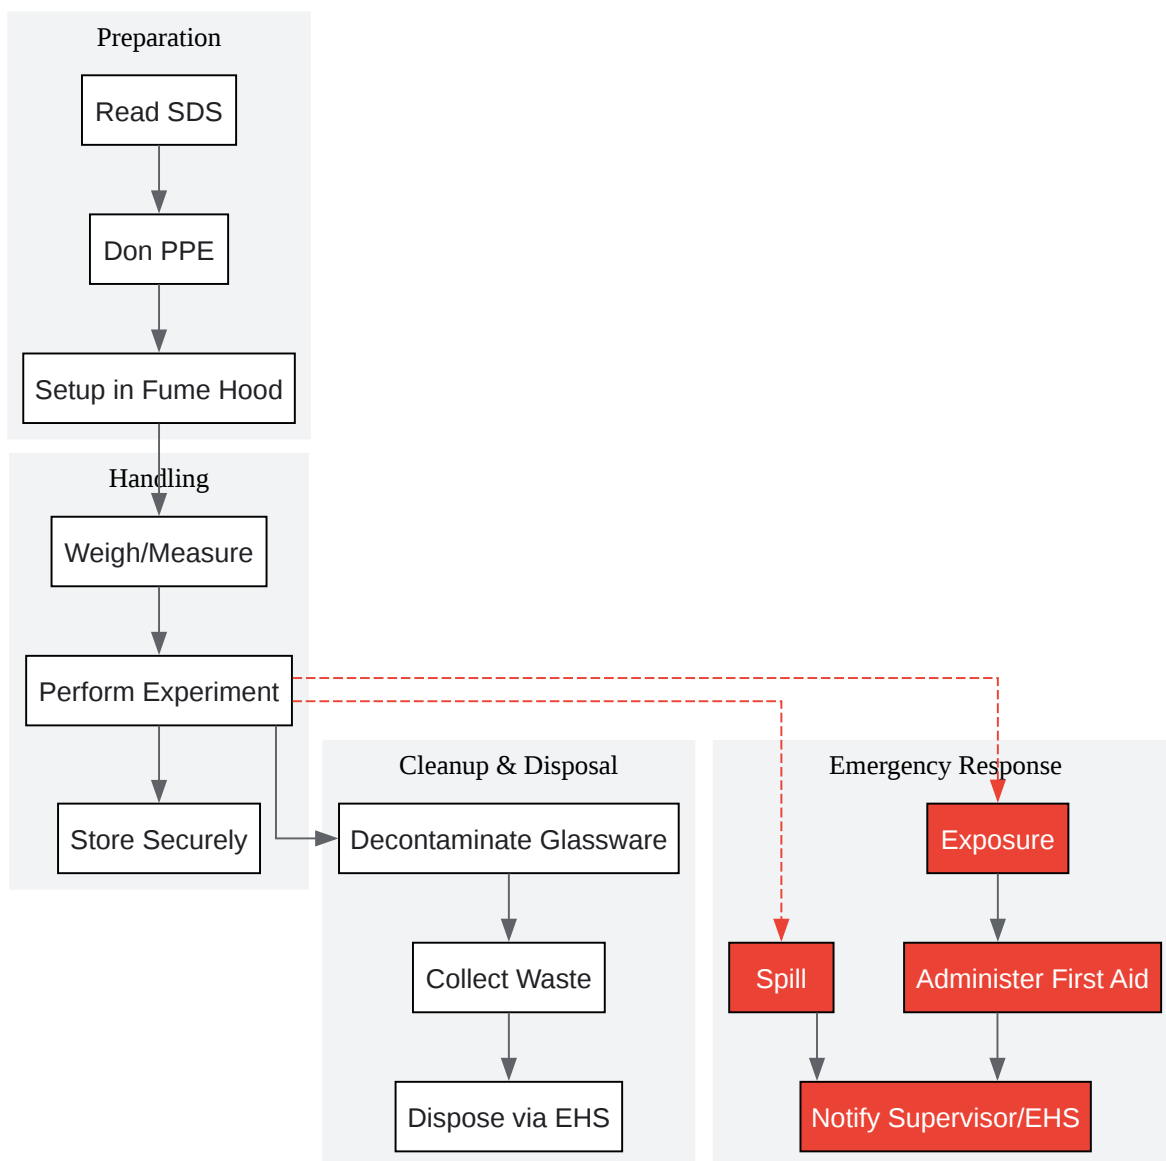 Preparation
Read SDS
Don PPE
Setup in Fume Hood
Handling
Weigh/Measure
Perform Experiment
Store Securely
Cleanup & Disposal
Decontaminate Glassware
Collect Waste
Dispose via EHS
Emergency Response
Exposure
Spill
Administer First Aid
Notify Supervisor/EHS